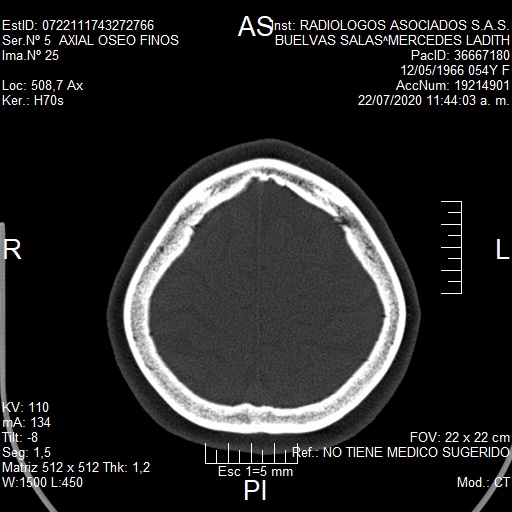 EstID: 0722111743272766
Ser.Nº 5 AXIAL OSEO FINOS
Ima.Nº 25
Loc: 508,7 Ax
Ker.: H70s
AS
Inst: RADIOLOGOS ASOCIADOS S.A.S.
BUELVAS SALAS^MERCEDES LADITH
PacID: 36667180
12/05/1966 054Y F
AccNum: 19214901
22/07/2020 11:44:03 a. m.
R
L
KV: 110
mA: 134
Tilt: -8
Seg: 1,5
Matriz 512 x 512 Thk: 1,2
W:1500 L:450
Esc 1=5 mm
PI
FOV: 22 x 22 cm
Ref.: NO TIENE MEDICO SUGERIDO
Mod.: CT